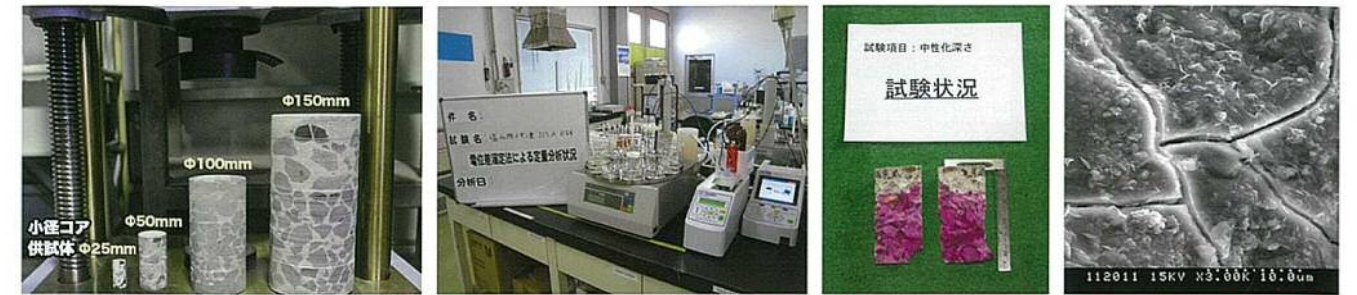 Φ150mm
Φ100mm
Φ50mm
小径コア
供試体 Φ25mm
件 名:
試験名:
電位差滴定法による定量分析状況
分析日:
試験項目:中性化深さ
試験状況
112011 15KV X3.00K 10.0um